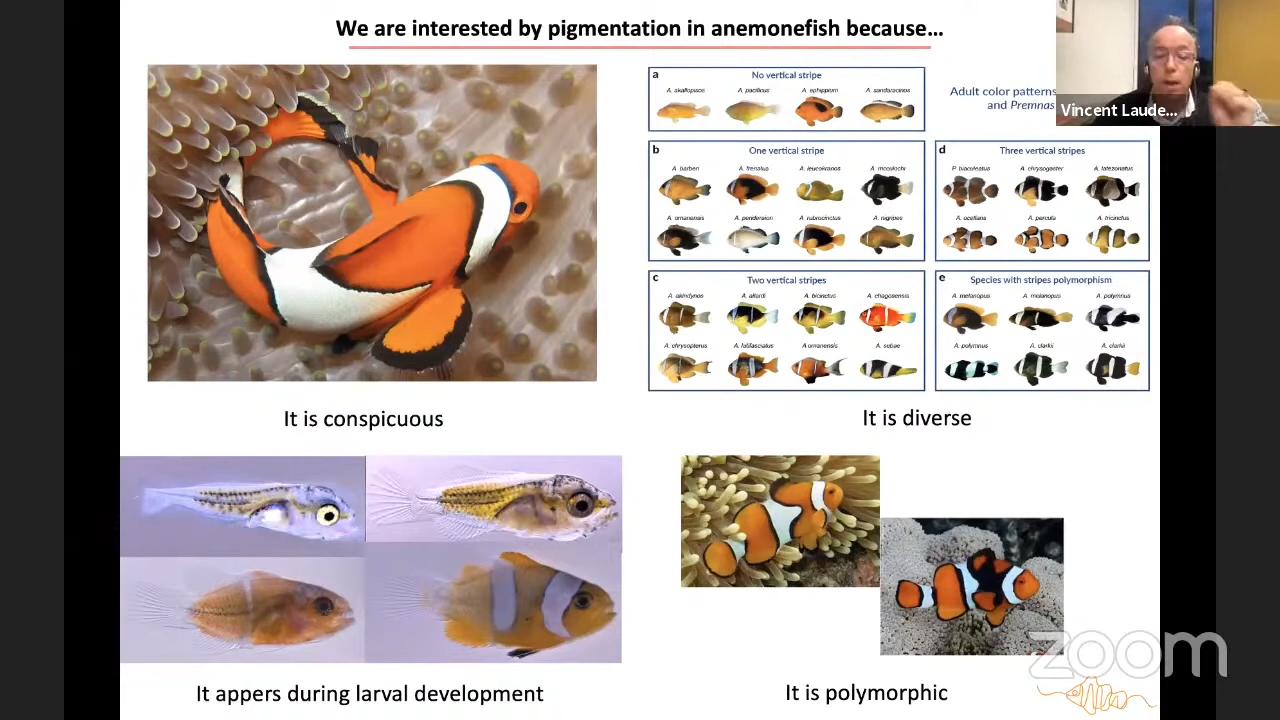 We are interested by pigmentation in anemonefish because…
a
No vertical stripe
A. akallopisos A. pacificus A. ephippium A. sandaracinos
Adult color patterns
and Premnas
Vincent Laude...
b
One vertical stripe
A. barberi A. frenatus A. leucokranos A. mccullochi
A. omanensis A. perideraion A. rubrocinctus A. nigripes
d
Three vertical stripes
P. biaculeatus A. chrysogaster A. latezonatus
A. ocellaris A. percula A. tricinctus
c
Two vertical stripes
A. akindynos A. allardi A. bicinctus A. chagosensis
A. chrysopterus A. latifasciatus A omanensis A. sebae
e
Species with stripes polymorphism
A. melanopus A. melanopus A. polymnus
A. polymnus A. clarkii A. clarkii
It is conspicuous
It is diverse
It appers during larval development
It is polymorphic
zoom